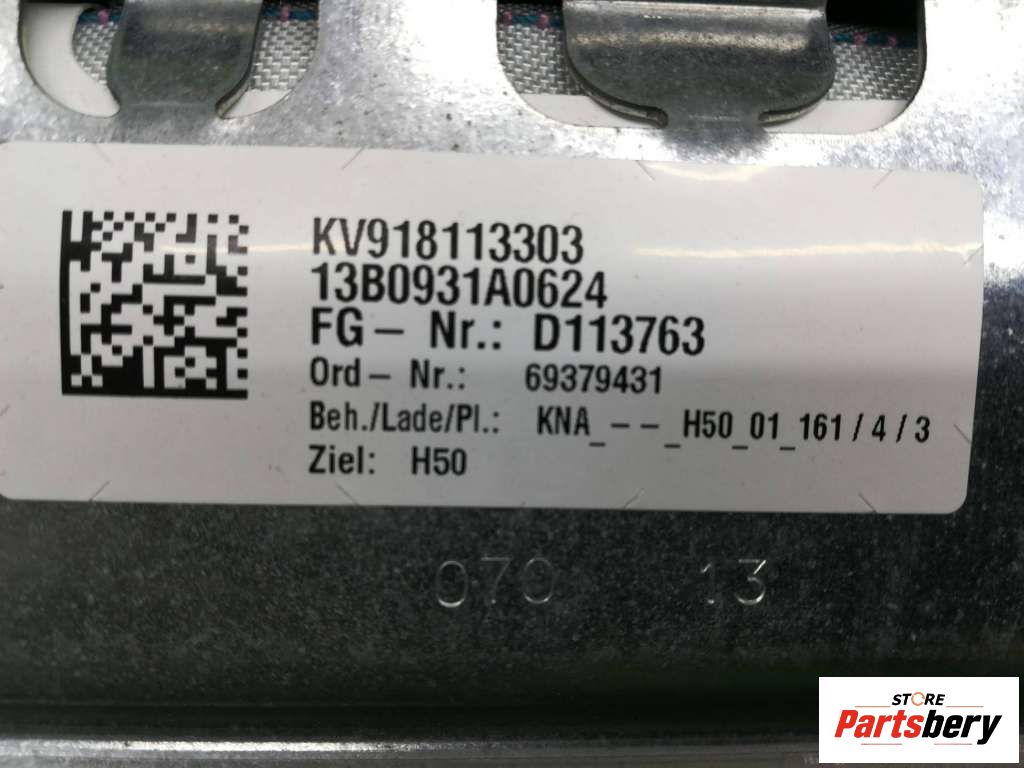 KV918113303
13B0931A0624
FG- Nr.: D113763
Ord- Nr.: 69379431
Beh./Lade/Pl.: KNA_--_H50_01_161/4/3
Ziel: H50
070 13
STORE
Partsbery